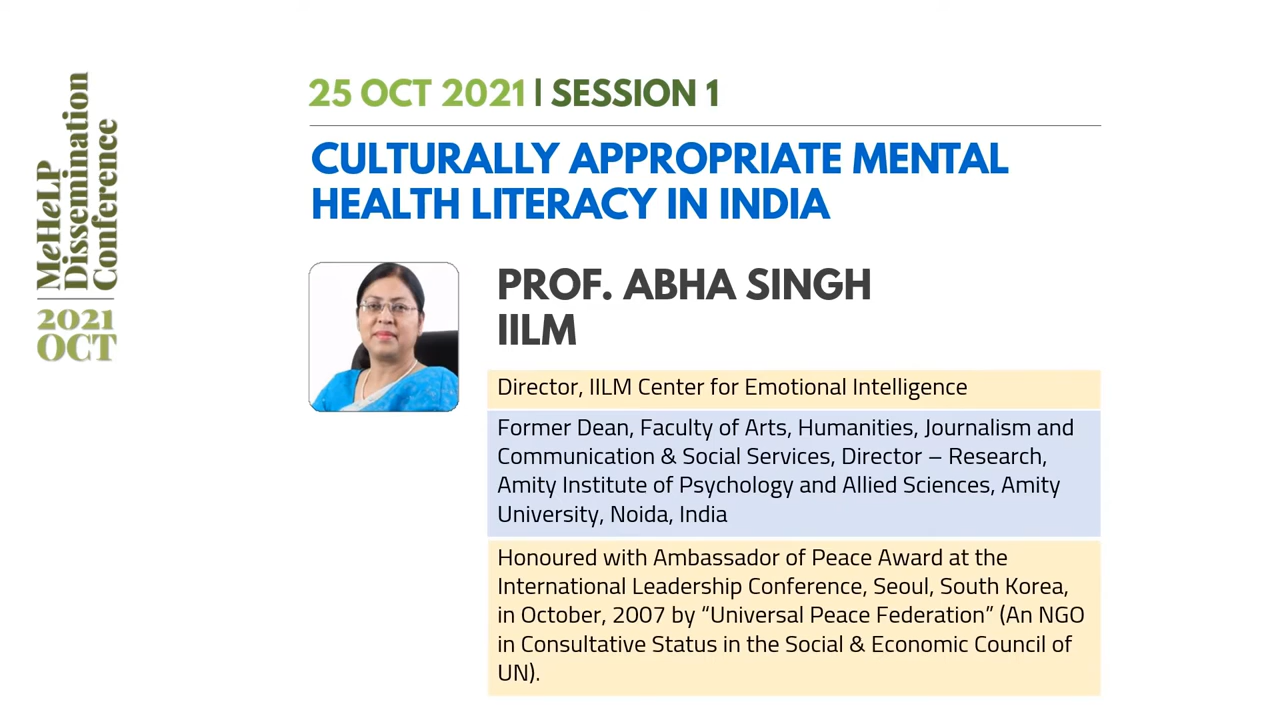 MeHeLP
Dissemination
Conference
2021
OCT
25 OCT 2021 | SESSION 1
CULTURALLY APPROPRIATE MENTAL
HEALTH LITERACY IN INDIA
PROF. ABHA SINGH
IILM
Director, IILM Center for Emotional Intelligence
Former Dean, Faculty of Arts, Humanities, Journalism and
Communication & Social Services, Director – Research,
Amity Institute of Psychology and Allied Sciences, Amity
University, Noida, India
Honoured with Ambassador of Peace Award at the
International Leadership Conference, Seoul, South Korea,
in October, 2007 by “Universal Peace Federation” (An NGO
in Consultative Status in the Social & Economic Council of
UN).